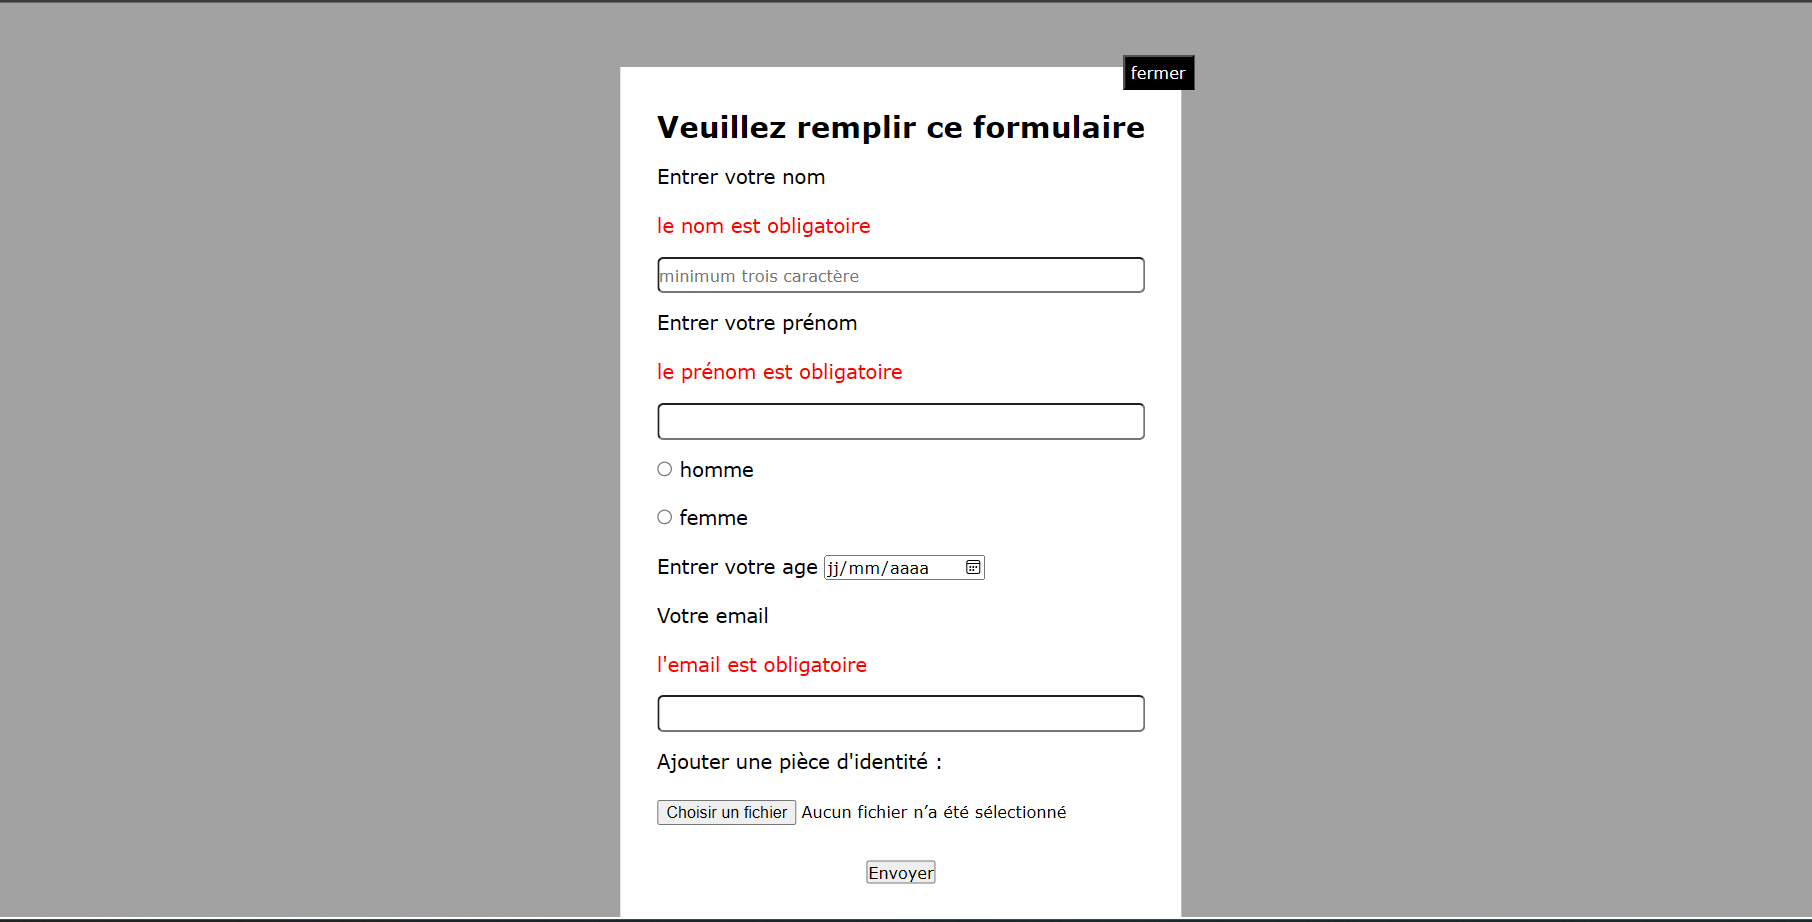 fermer
Veuillez remplir ce formulaire
Entrer votre nom
le nom est obligatoire
minimum trois caractère
Entrer votre prénom
le prénom est obligatoire
homme
femme
Entrer votre age jj/mm/aaaa
Votre email
l'email est obligatoire
Ajouter une pièce d'identité :
Choisir un fichier Aucun fichier n’a été sélectionné
Envoyer